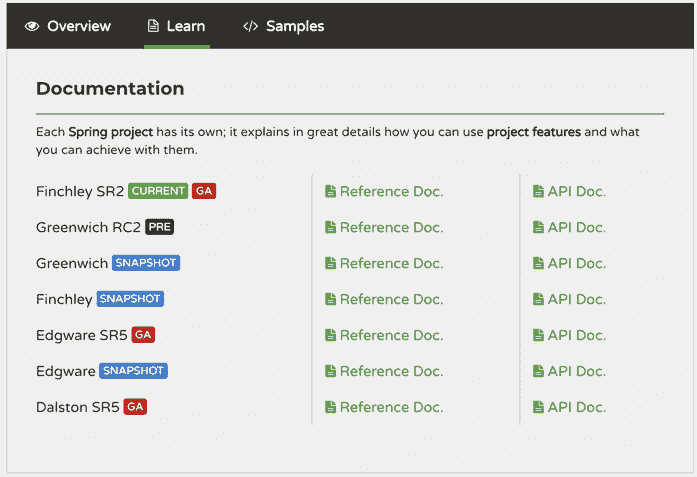 Overview Learn Samples
Documentation
Each Spring project has its own; it explains in great details how you can use project features and what
you can achieve with them.
Finchley SR2 CURRENT GA Reference Doc. API Doc.
Greenwich RC2 PRE Reference Doc. API Doc.
Greenwich SNAPSHOT Reference Doc. API Doc.
Finchley SNAPSHOT Reference Doc. API Doc.
Edgware SR5 GA Reference Doc. API Doc.
Edgware SNAPSHOT Reference Doc. API Doc.
Dalston SR5 GA Reference Doc. API Doc.